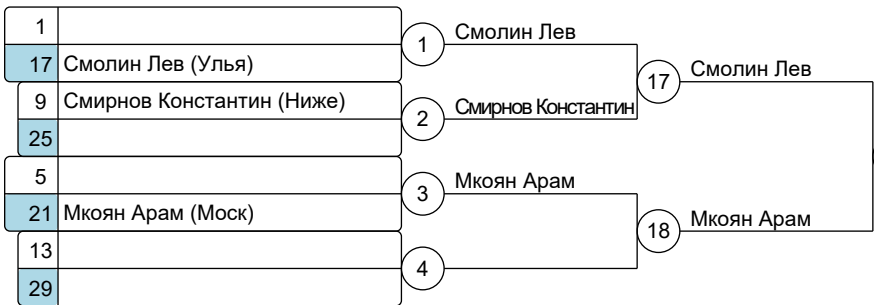 1
17 Смолин Лев (Улья)
9 Смирнов Константин (Ниже)
25
5
21 Мкоян Арам (Моск)
13
29
1 Смолин Лев
2 Смирнов Константин
3 Мкоян Арам
4
17 Смолин Лев
18 Мкоян Арам